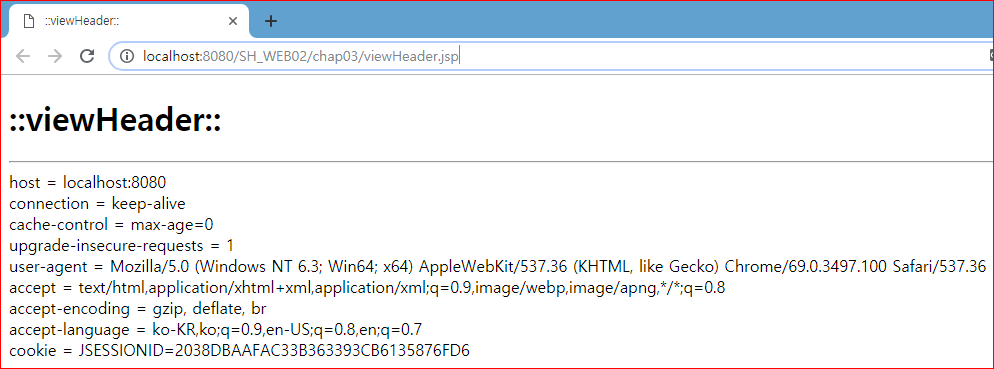 ::viewHeader::
localhost:8080/SH_WEB02/chap03/viewHeader.jsp
::viewHeader::
host = localhost:8080
connection = keep-alive
cache-control = max-age=0
upgrade-insecure-requests = 1
user-agent = Mozilla/5.0 (Windows NT 6.3; Win64; x64) AppleWebKit/537.36 (KHTML, like Gecko) Chrome/69.0.3497.100 Safari/537.36
accept = text/html,application/xhtml+xml,application/xml;q=0.9,image/webp,image/apng,*/*;q=0.8
accept-encoding = gzip, deflate, br
accept-language = ko-KR,ko;q=0.9,en-US;q=0.8,en;q=0.7
cookie = JSESSIONID=2038DBAAFAC33B363393CB6135876FD6